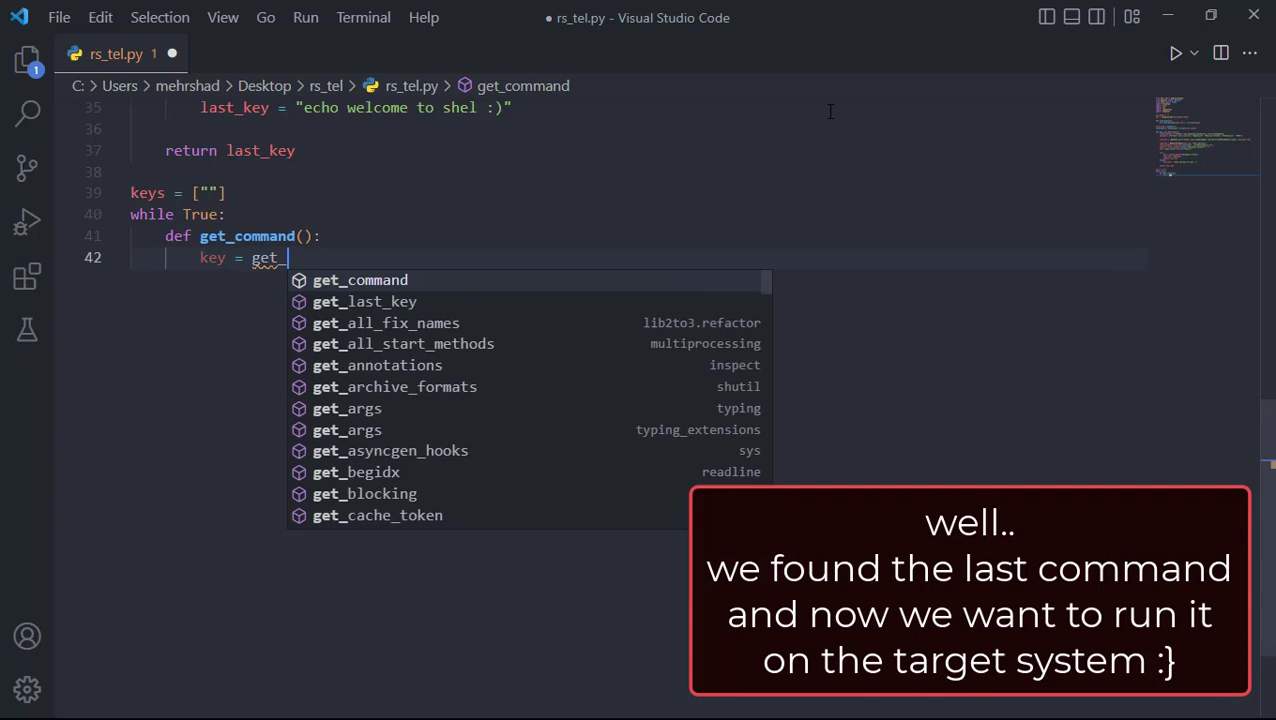 File Edit Selection View Go Run Terminal Help
● rs_tel.py - Visual Studio Code
rs_tel.py 1 ●
C: > Users > mehrshad > Desktop > rs_tel > rs_tel.py > get_command
1
35 last_key = "echo welcome to shel :)"
36
37 return last_key
38
39 keys = [""]
40 while True:
41 def get_command():
42 key = get_
get_command
get_last_key
get_all_fix_names lib2to3.refactor
get_all_start_methods multiprocessing
get_annotations inspect
get_archive_formats shutil
get_args typing
get_args typing_extensions
get_asyncgen_hooks sys
get_begidx readline
get_blocking
get_cache_token
well..
we found the last command
and now we want to run it
on the target system :}